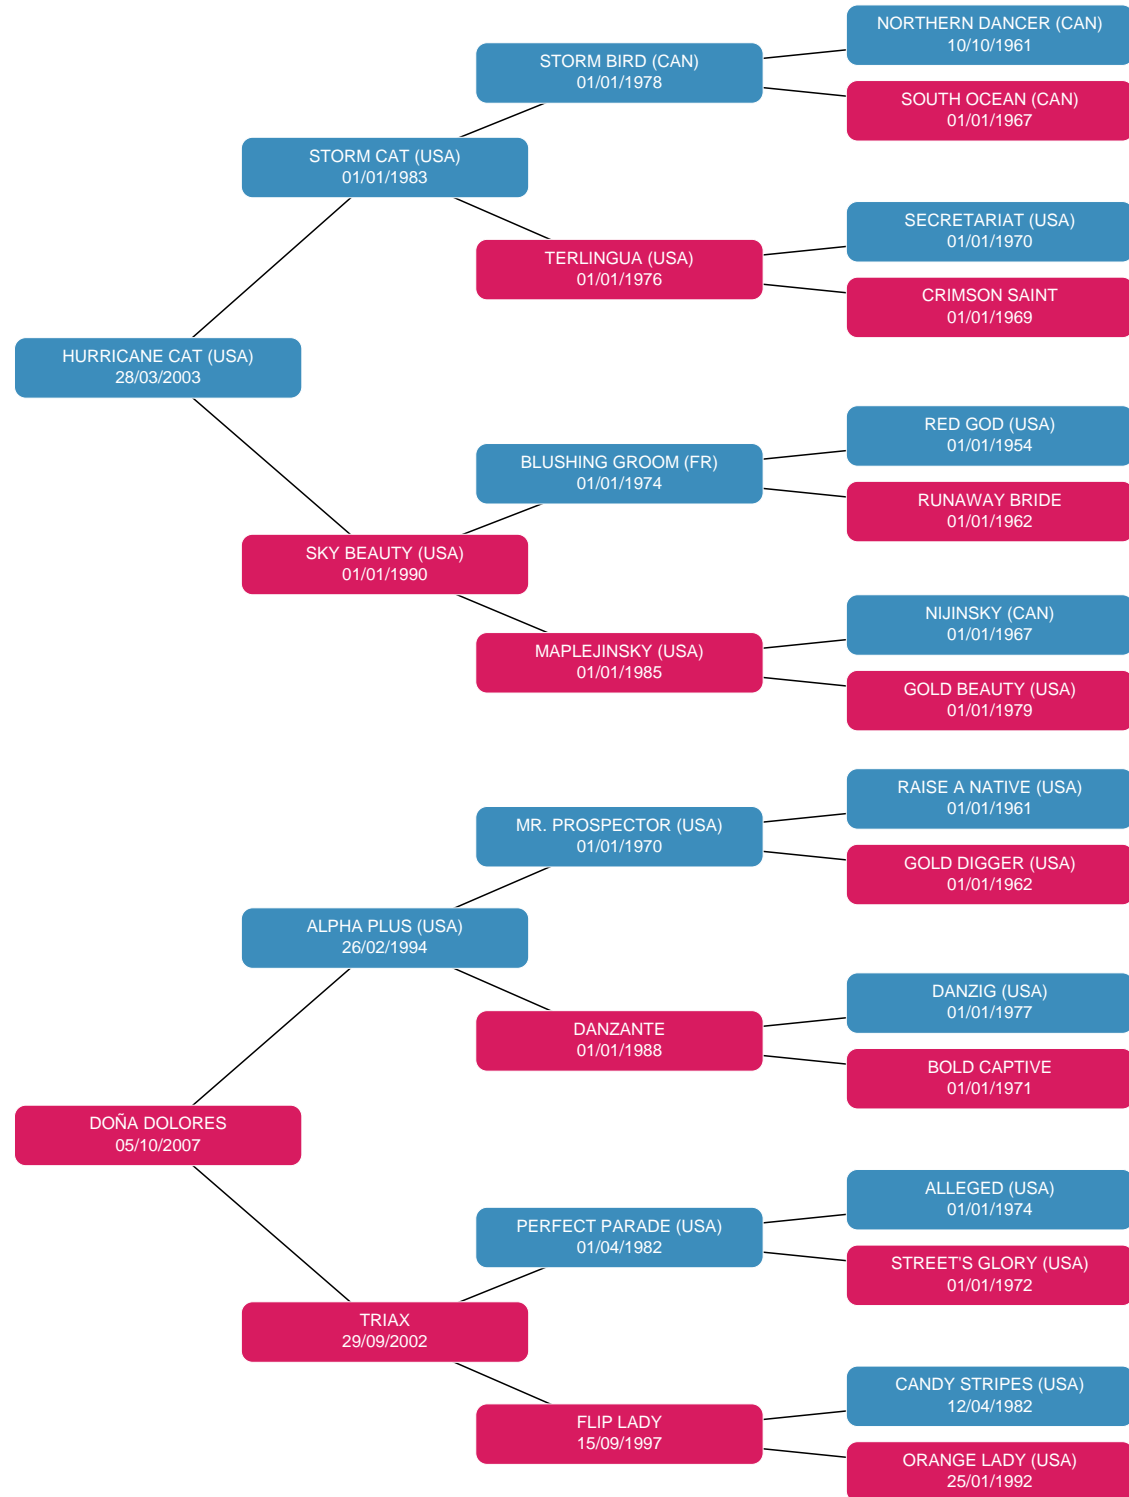 NORTHERN DANCER (CAN)
10/10/1961
STORM BIRD (CAN)
01/01/1978
SOUTH OCEAN (CAN)
01/01/1967
STORM CAT (USA)
01/01/1983
SECRETARIAT (USA)
01/01/1970
TERLINGUA (USA)
01/01/1976
CRIMSON SAINT
01/01/1969
HURRICANE CAT (USA)
28/03/2003
RED GOD (USA)
01/01/1954
BLUSHING GROOM (FR)
01/01/1974
RUNAWAY BRIDE
01/01/1962
SKY BEAUTY (USA)
01/01/1990
NIJINSKY (CAN)
01/01/1967
MAPLEJINSKY (USA)
01/01/1985
GOLD BEAUTY (USA)
01/01/1979
RAISE A NATIVE (USA)
01/01/1961
MR. PROSPECTOR (USA)
01/01/1970
GOLD DIGGER (USA)
01/01/1962
ALPHA PLUS (USA)
26/02/1994
DANZIG (USA)
01/01/1977
DANZANTE
01/01/1988
BOLD CAPTIVE
01/01/1971
DOÑA DOLORES
05/10/2007
ALLEGED (USA)
01/01/1974
PERFECT PARADE (USA)
01/04/1982
STREET'S GLORY (USA)
01/01/1972
TRIAX
29/09/2002
CANDY STRIPES (USA)
12/04/1982
FLIP LADY
15/09/1997
ORANGE LADY (USA)
25/01/1992